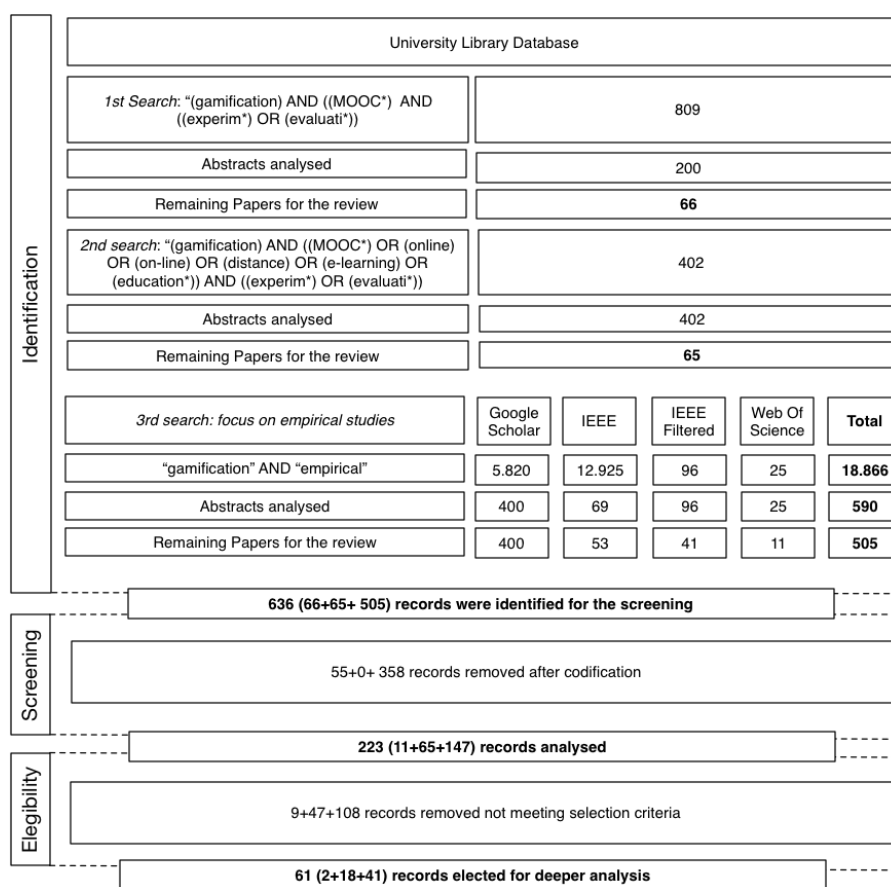 Identification
University Library Database
1st Search: “(gamification) AND ((MOOC*) AND
((experim*) OR (evaluati*))
809
Abstracts analysed
200
Remaining Papers for the review
66
2nd search: “(gamification) AND ((MOOC*) OR (online)
OR (on-line) OR (distance) OR (e-learning) OR
(education*)) AND ((experim*) OR (evaluati*))
402
Abstracts analysed
402
Remaining Papers for the review
65
3rd search: focus on empirical studies
Google
Scholar
IEEE
IEEE
Filtered
Web Of
Science
Total
“gamification” AND “empirical”
5.820
12.925
96
25
18.866
Abstracts analysed
400
69
96
25
590
Remaining Papers for the review
400
53
41
11
505
636 (66+65+ 505) records were identified for the screening
Screening
55+0+ 358 records removed after codification
223 (11+65+147) records analysed
Elegibility
9+47+108 records removed not meeting selection criteria
61 (2+18+41) records elected for deeper analysis